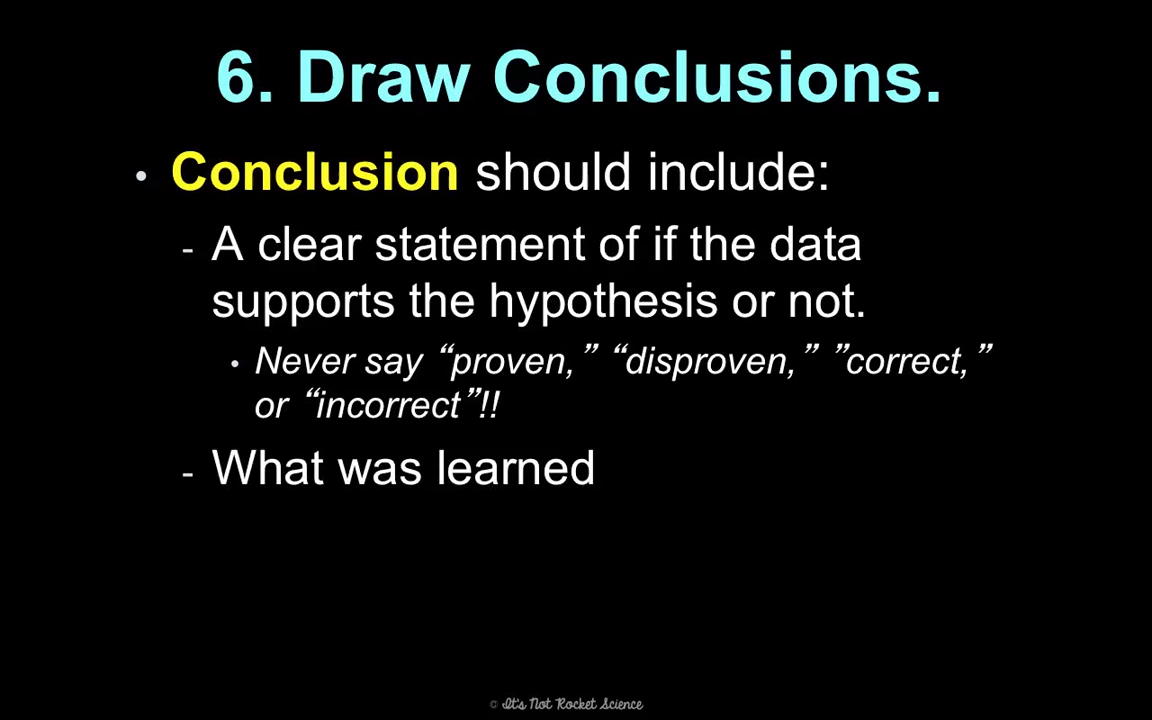 6. Draw Conclusions.
• Conclusion should include:
- A clear statement of if the data
supports the hypothesis or not.
• Never say “proven,” “disproven,” ”correct,”
or “incorrect”!!
- What was learned
© It's Not Rocket Science